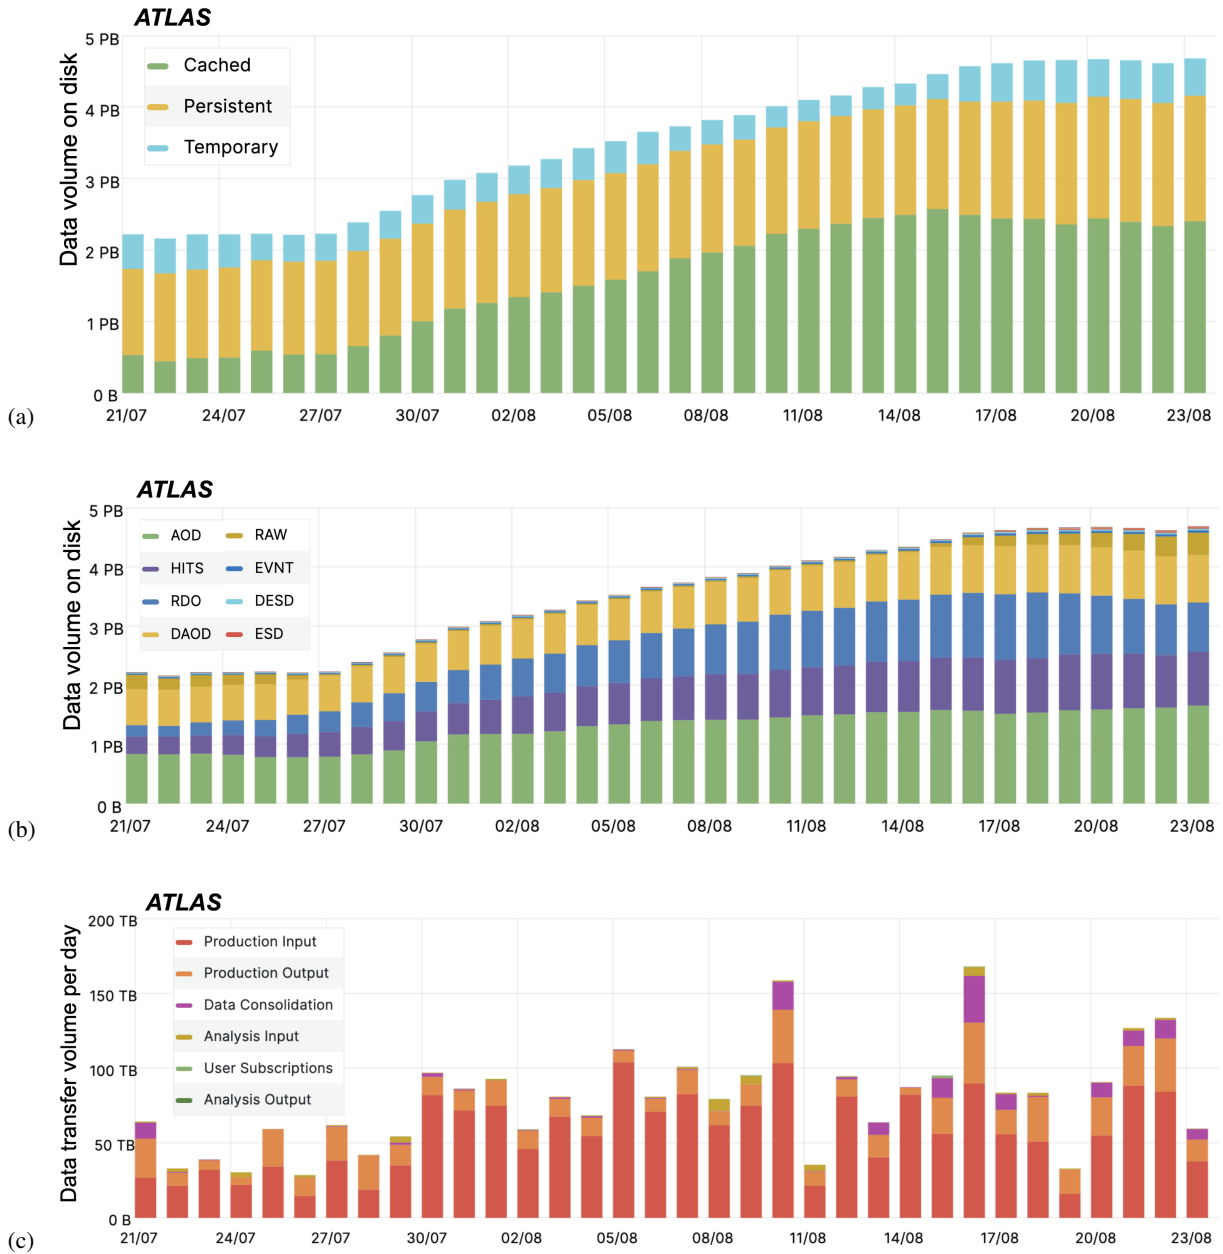 ATLAS
Data volume on disk
5 PB
4 PB
3 PB
2 PB
1 PB
0 B
Cached
Persistent
Temporary
21/07 24/07 27/07 30/07 02/08 05/08 08/08 11/08 14/08 17/08 20/08 23/08
(a)
ATLAS
Data volume on disk
5 PB
4 PB
3 PB
2 PB
1 PB
0 B
AOD RAW
HITS EVNT
RDO DESD
DAOD ESD
21/07 24/07 27/07 30/07 02/08 05/08 08/08 11/08 14/08 17/08 20/08 23/08
(b)
ATLAS
Data transfer volume per day
200 TB
150 TB
100 TB
50 TB
0 B
Production Input
Production Output
Data Consolidation
Analysis Input
User Subscriptions
Analysis Output
21/07 24/07 27/07 30/07 02/08 05/08 08/08 11/08 14/08 17/08 20/08 23/08
(c)